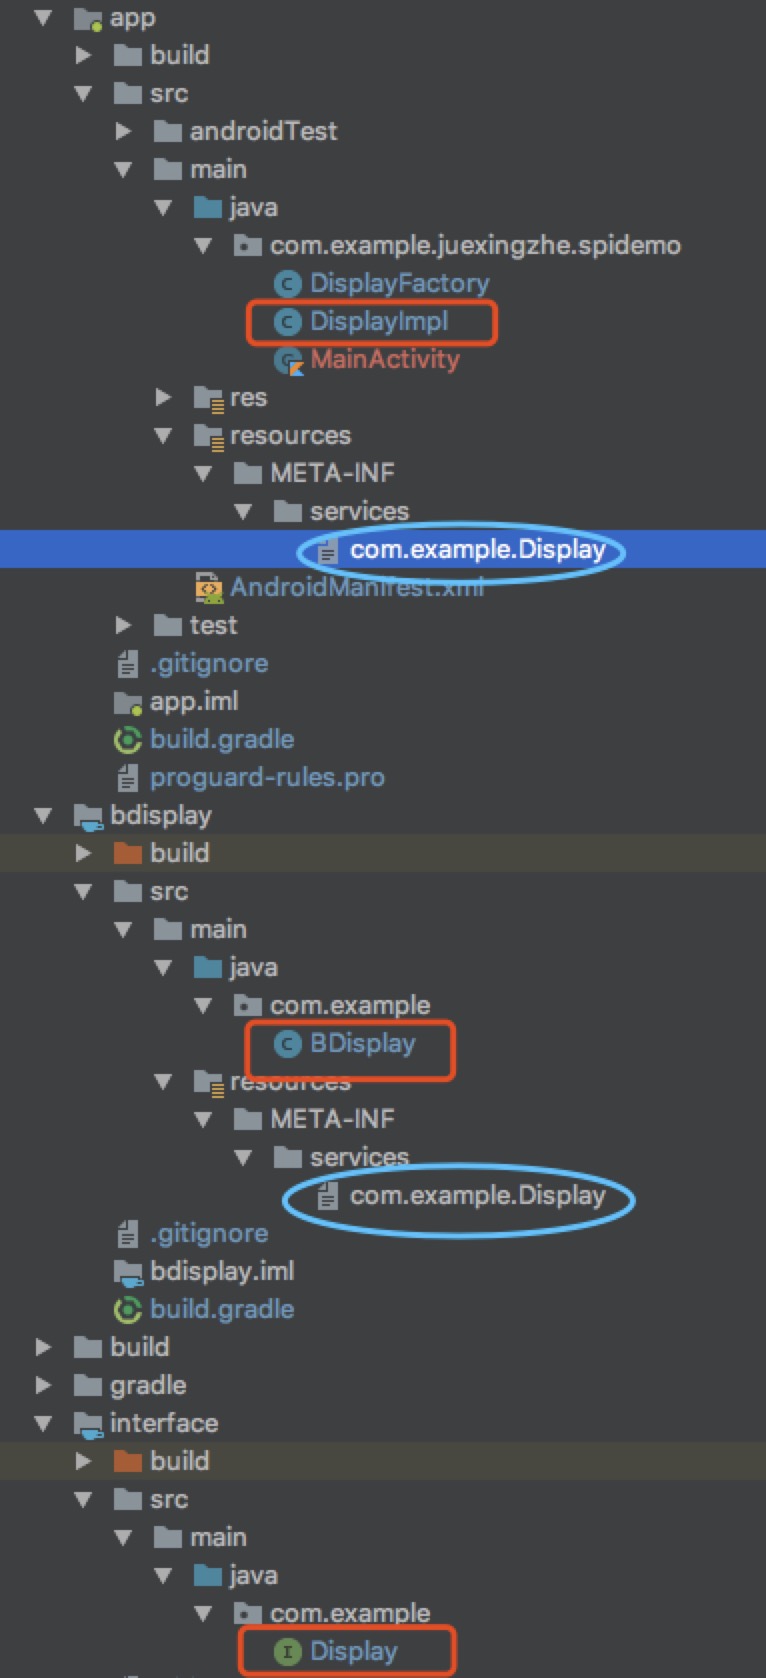 app
build
src
androidTest
main
java
com.example.juexingzhe.spidemo
DisplayFactory
DisplayImpl
MainActivity
res
resources
META-INF
services
com.example.Display
AndroidManifest.xml
test
.gitignore
app.iml
build.gradle
proguard-rules.pro
bdisplay
build
src
main
java
com.example
BDisplay
resources
META-INF
services
com.example.Display
.gitignore
bdisplay.iml
build.gradle
build
gradle
interface
build
src
main
java
com.example
Display